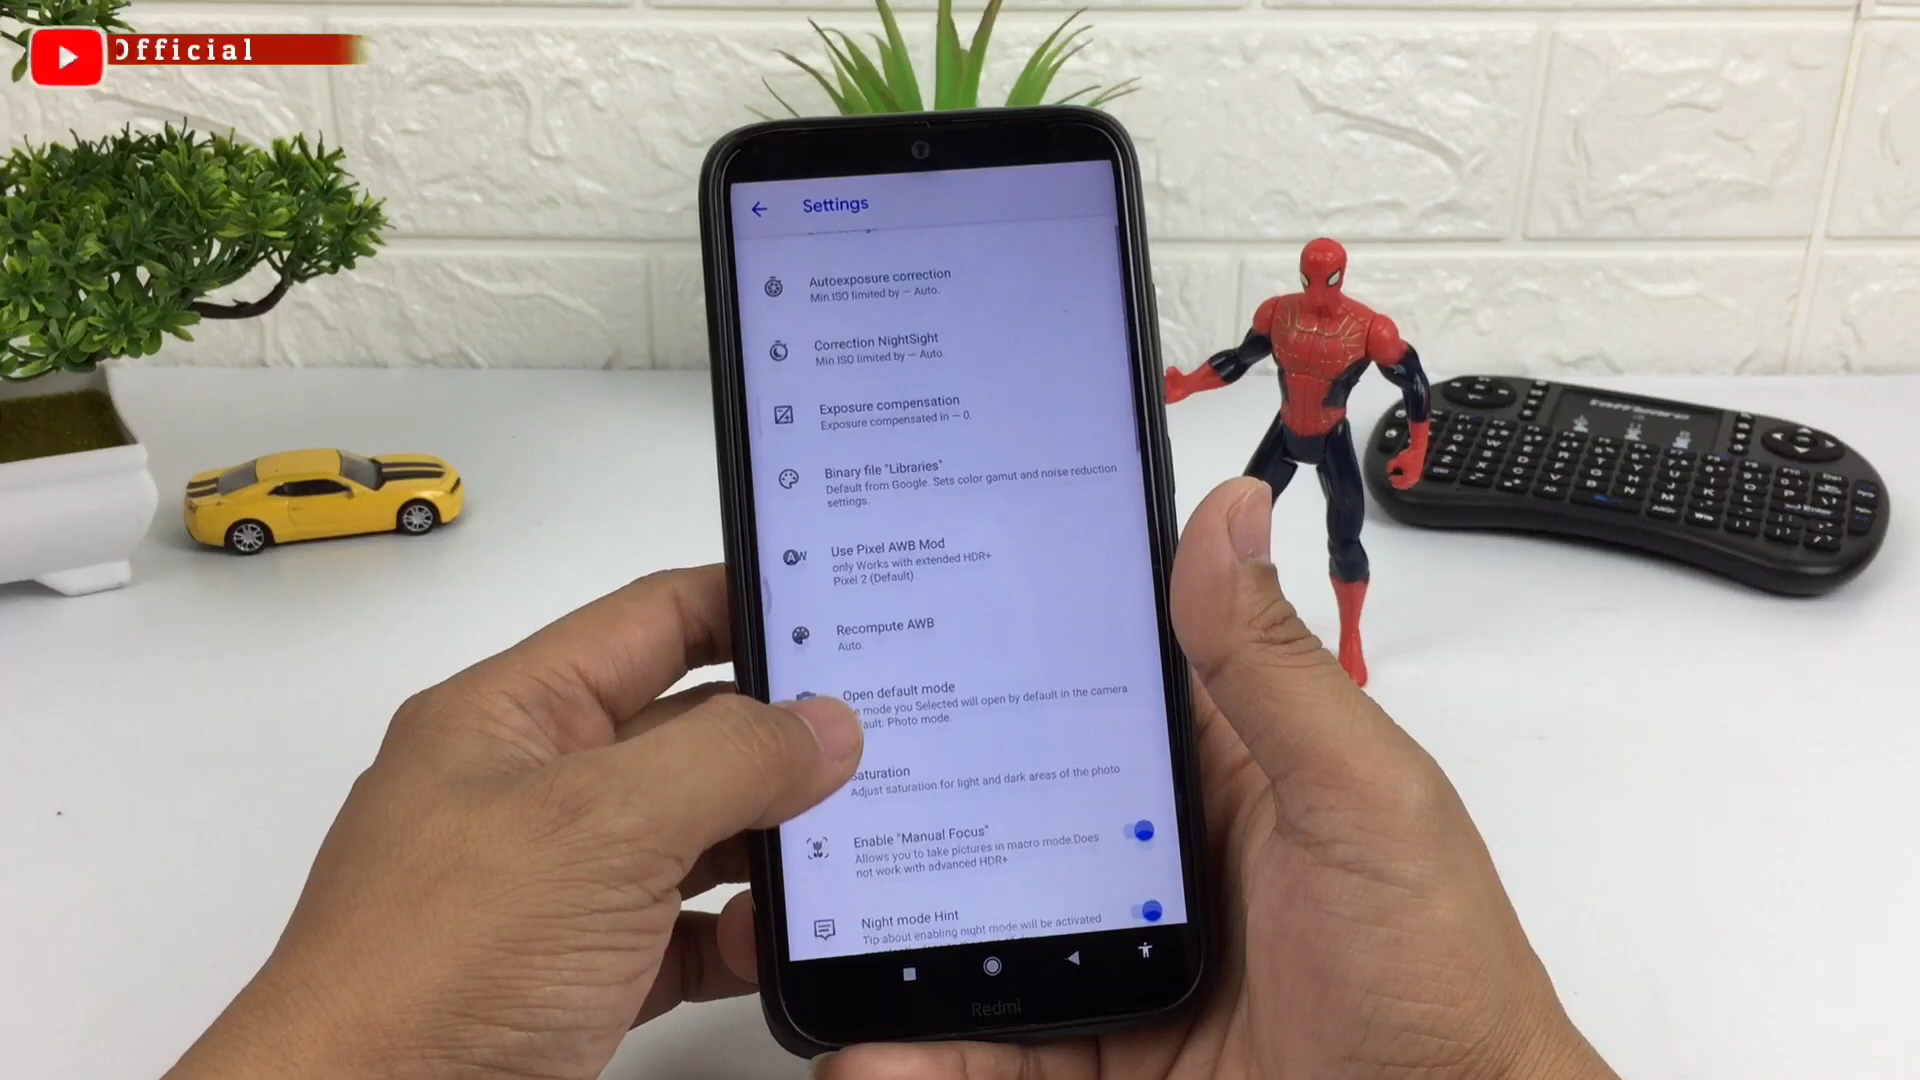 Official
Settings
Autoexposure correction
Min.ISO limited by — Auto.
Correction NightSight
Min.ISO limited by — Auto.
Exposure compensation
Exposure compensated in — 0.
Binary file "Libraries"
Default from Google. Sets color gamut and noise reduction
settings.
AW
Use Pixel AWB Mod
only Works with extended HDR+
Pixel 2 (Default)
Recompute AWB
Auto.
Open default mode
mode you Selected will open by default in the camera
Photo mode.
Saturation
Adjust saturation for light and dark areas of the photo
Enable "Manual Focus"
Allows you to take pictures in macro mode.Does
not work with advanced HDR+
Night mode Hint
Tip about enabling night mode will be activated
Redmi